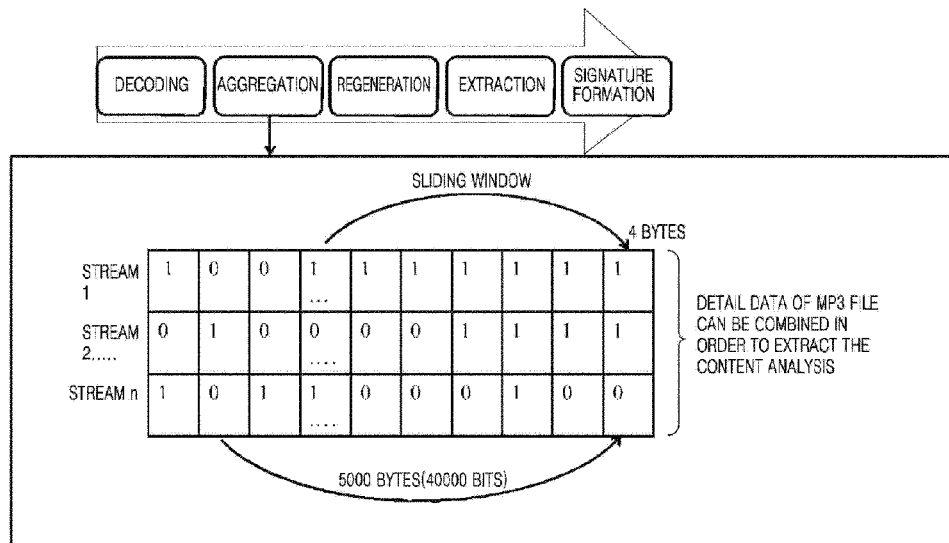 DECODING
AGGREGATION
REGENERATION
EXTRACTION
SIGNATURE
FORMATION
SLIDING WINDOW
4 BYTES
STREAM
1
1 0 0 1 1 1 1 1 1 1
...
STREAM
2.....
0 1 0 0 0 0 1 1 1 1
....
STREAM n
1 0 1 1 0 0 0 1 0 0
....
DETAIL DATA OF MP3 FILE
CAN BE COMBINED IN
ORDER TO EXTRACT THE
CONTENT ANALYSIS
5000 BYTES(40000 BITS)